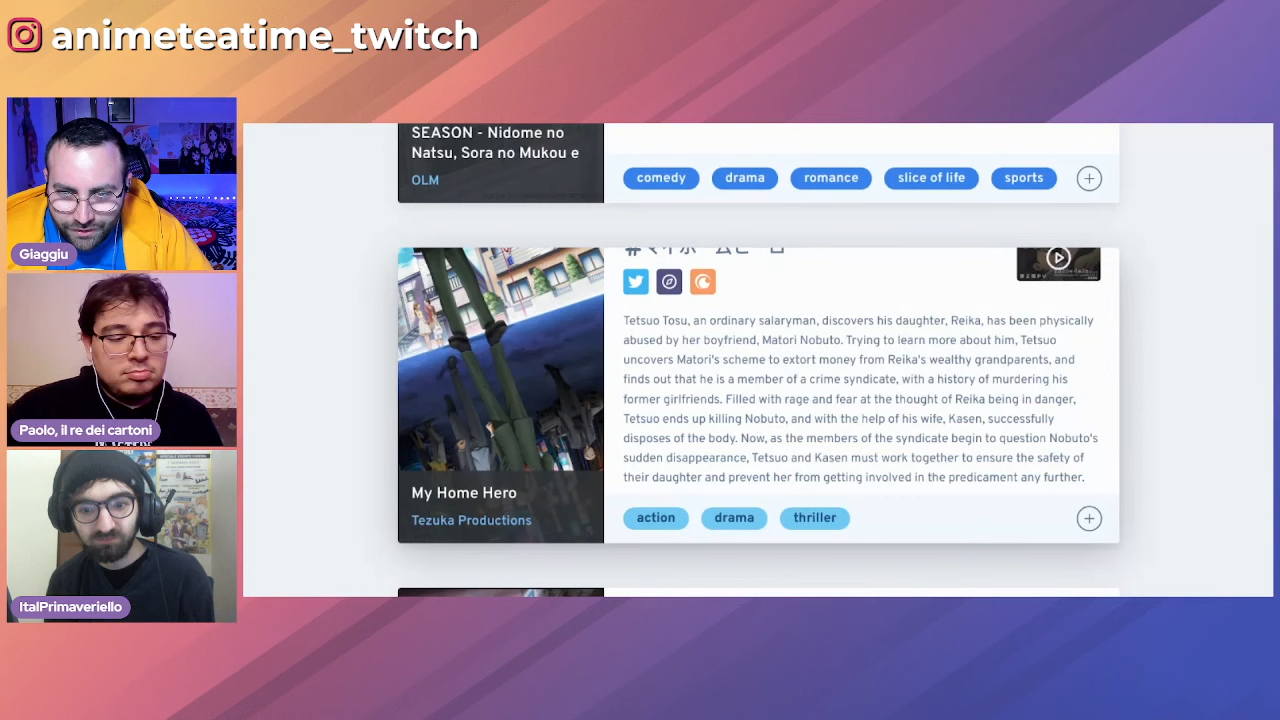 animeteatime_twitch
Giaggiu
Paolo, il re dei cartoni
ItalPrimaveriello
SEASON - Nidome no
Natsu, Sora no Mukou e
OLM
comedy
drama
romance
slice of life
sports
Tetsuo Tosu, an ordinary salaryman, discovers his daughter, Reika, has been physically
abused by her boyfriend, Matori Nobuto. Trying to learn more about him, Tetsuo
uncovers Matori's scheme to extort money from Reika's wealthy grandparents, and
finds out that he is a member of a crime syndicate, with a history of murdering his
former girlfriends. Filled with rage and fear at the thought of Reika being in danger,
Tetsuo ends up killing Nobuto, and with the help of his wife, Kasen, successfully
disposes of the body. Now, as the members of the syndicate begin to question Nobuto's
sudden disappearance, Tetsuo and Kasen must work together to ensure the safety of
their daughter and prevent her from getting involved in the predicament any further.
My Home Hero
Tezuka Productions
action
drama
thriller